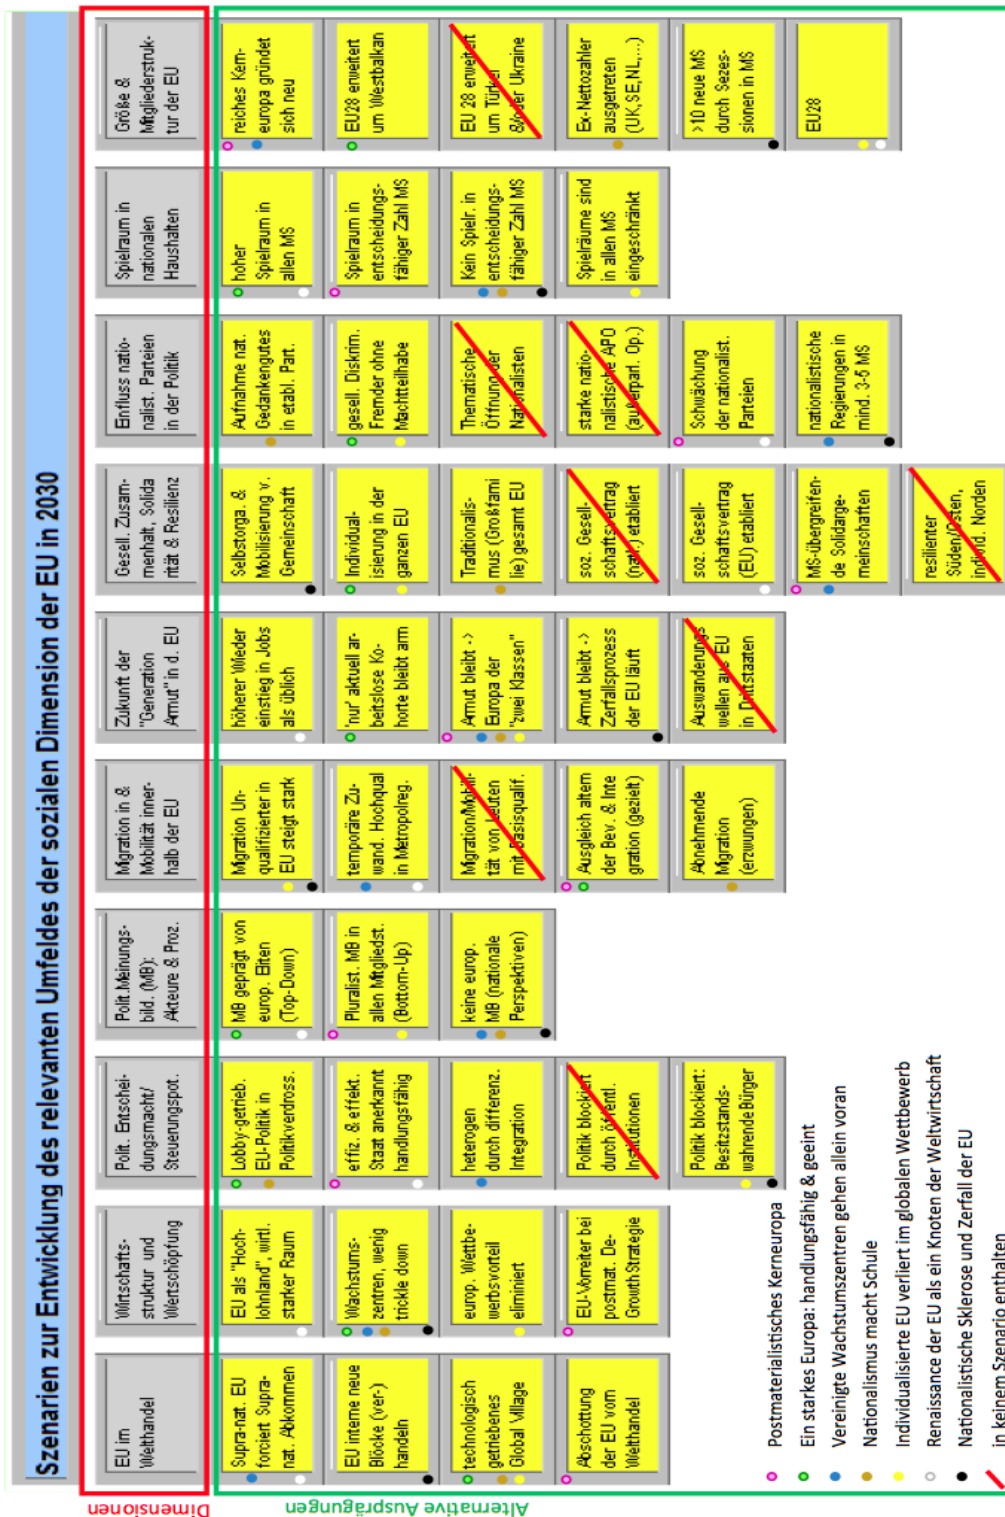 Szenarien zur Entwicklung des relevanten Umfeldes der sozialen Dimension der EU in 2030
Dimensionen
EU im
Welthandel
Wirtschafts-
struktur und
Wertschöpfung
Polit. Entschei-
dungsmacht/
Steuerungspot.
Polit.Meinungs-
bild. (MB):
Akteure & Proz.
Migration in &
Mobilität inner-
halb der EU
Zukunft der
"Generation
Armut" in d. EU
Gesell. Zusam-
menhalt, Solida
rität & Resilienz
Einfluss natio-
nalist. Parteien
in der Politik
Spielraum in
nationalen
Haushalten
Größe &
Mitgliederstruk-
tur der EU
Alternative Ausprägungen
Supra-nat. EU
forciert Supra-
nat. Abkommen
EU als "Hoch-
lohnland", wirtl.
starker Raum
Lobby-getrieb.
EU-Politik in
Politikverdross.
MB geprägt von
europ. Eliten
(Top-Down)
Migration Un-
qualifizierter in
EU steigt stark
höherer Wieder
einstieg in Jobs
als üblich
Selbstorga. &
Mobilisierung v.
Gemeinschaft
Aufnahme nat.
Gedankengutes
in etabl. Part.
hoher
Spielraum in
allen MS
reiches Kern-
europa gründet
sich neu
EU interne neue
Blöcke (ver-)
handeln
Wachstums-
zentren, wenig
trickle down
effiz. & effekt.
Staat anerkannt
handlungsfähig
Pluralist. MB in
allen Mitgliedst.
(Bottom-Up)
temporäre Zu-
wand. Hochqual
in Metropolreg.
'nur' aktuell ar-
beitslose Ko-
horte bleibt arm
Individual-
isierung in der
ganzen EU
gesell. Diskrim.
Fremder ohne
Machtteilhabe
Spielraum in
entscheidungs-
fähiger Zahl MS
EU28 erweitert
um Westbalkan
technologisch
getriebenes
Global Village
europ. Wettbe-
werbsvorteil
eliminiert
heterogen
durch differenz.
Integration
keine europ.
MB (nationale
Perspektiven)
Migration/Mobili-
tät von Leuten
mit Basisqualif.
Armut bleibt ->
Europa der
"zwei Klassen"
Traditionalis-
mus (Großfami
lie) gesamt EU
Thematische
Öffnung der
Nationalisten
Kein Spielr. in
entscheidungs-
fähiger Zahl MS
EU 28 erweitert
um Türkei
&/oder Ukraine
Abschottung
der EU vom
Welthandel
EU-Vorreiter bei
postmat. De-
Growth Strategie
Politik blockiert
durch öffentl.
Institutionen
Ausgleich altern
der Bev. & Inte
gration (gezielt)
Armut bleibt ->
Zerfallsprozess
der EU läuft
soz. Gesell-
schaftsvertrag
(natl.) etabliert
starke natio-
nalistische APO
(außerparl. Op.)
Spielräume sind
in allen MS
eingeschränkt
Ex-Nettozahler
ausgetreten
(UK,SE,NL,...)
Politik blockiert:
Besitzstands-
wahrende Bürger
Abnehmende
Migration
(erzwungen)
Auswanderungs
wellen aus EU
in Drittstaaten
soz. Gesell-
schaftsvertrag
(EU) etabliert
Schwächung
der nationalist.
Parteien
>10 neue MS
durch Sezes-
sionen in MS
MS-übergreifen-
de Solidarge-
meinschaften
nationalistische
Regierungen in
mind. 3-5 MS
EU28
resilienter
Süden/Osten,
individ. Norden
Postmaterialistisches Kerneuropa
Ein starkes Europa: handlungsfähig & geeint
Vereinigte Wachstumszentren gehen allein voran
Nationalismus macht Schule
Individualisierte EU verliert im globalen Wettbewerb
Renaissance der EU als ein Knoten der Weltwirtschaft
Nationalistische Sklerose und Zerfall der EU
in keinem Szenario enthalten